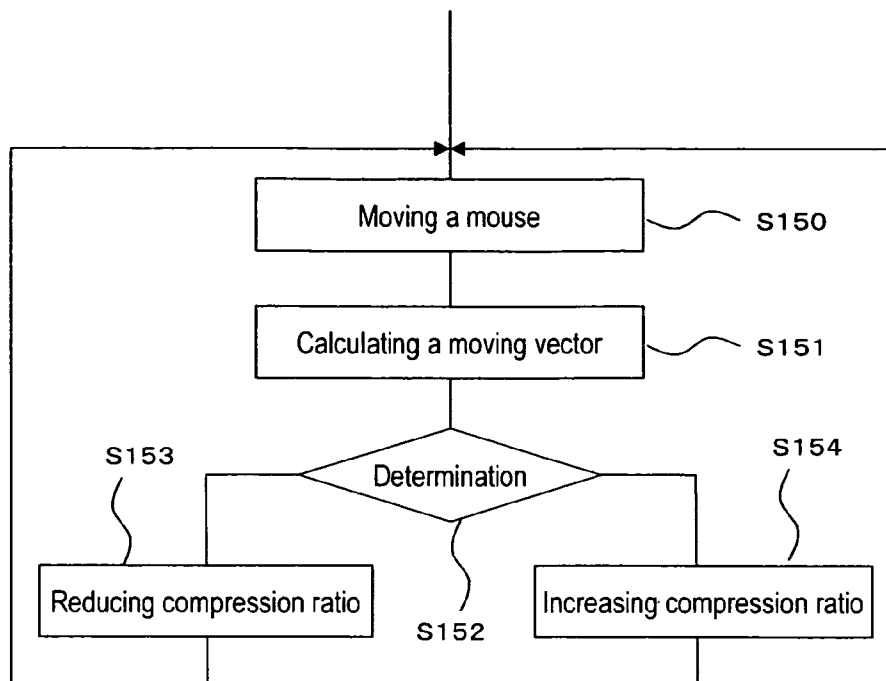 Moving a mouse
S150
Calculating a moving vector
S151
S153
Determination
S154
Reducing compression ratio
S152
Increasing compression ratio